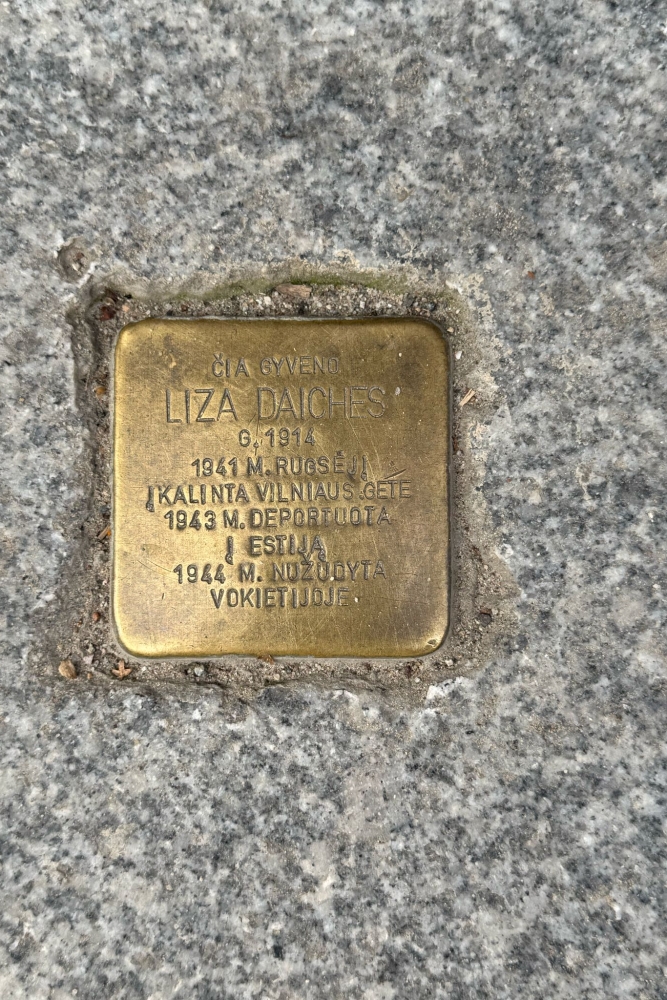 ČIA GYVENO
LIZA DAICHES
G. 1914
1941 M. RUGSĖJĮ
ĮKALINTA VILNIAUS GETE
1943 M. DEPORTUOTA
Į ESTIJĄ
1944 M. NUŽUDYTA
VOKIETIJOJE